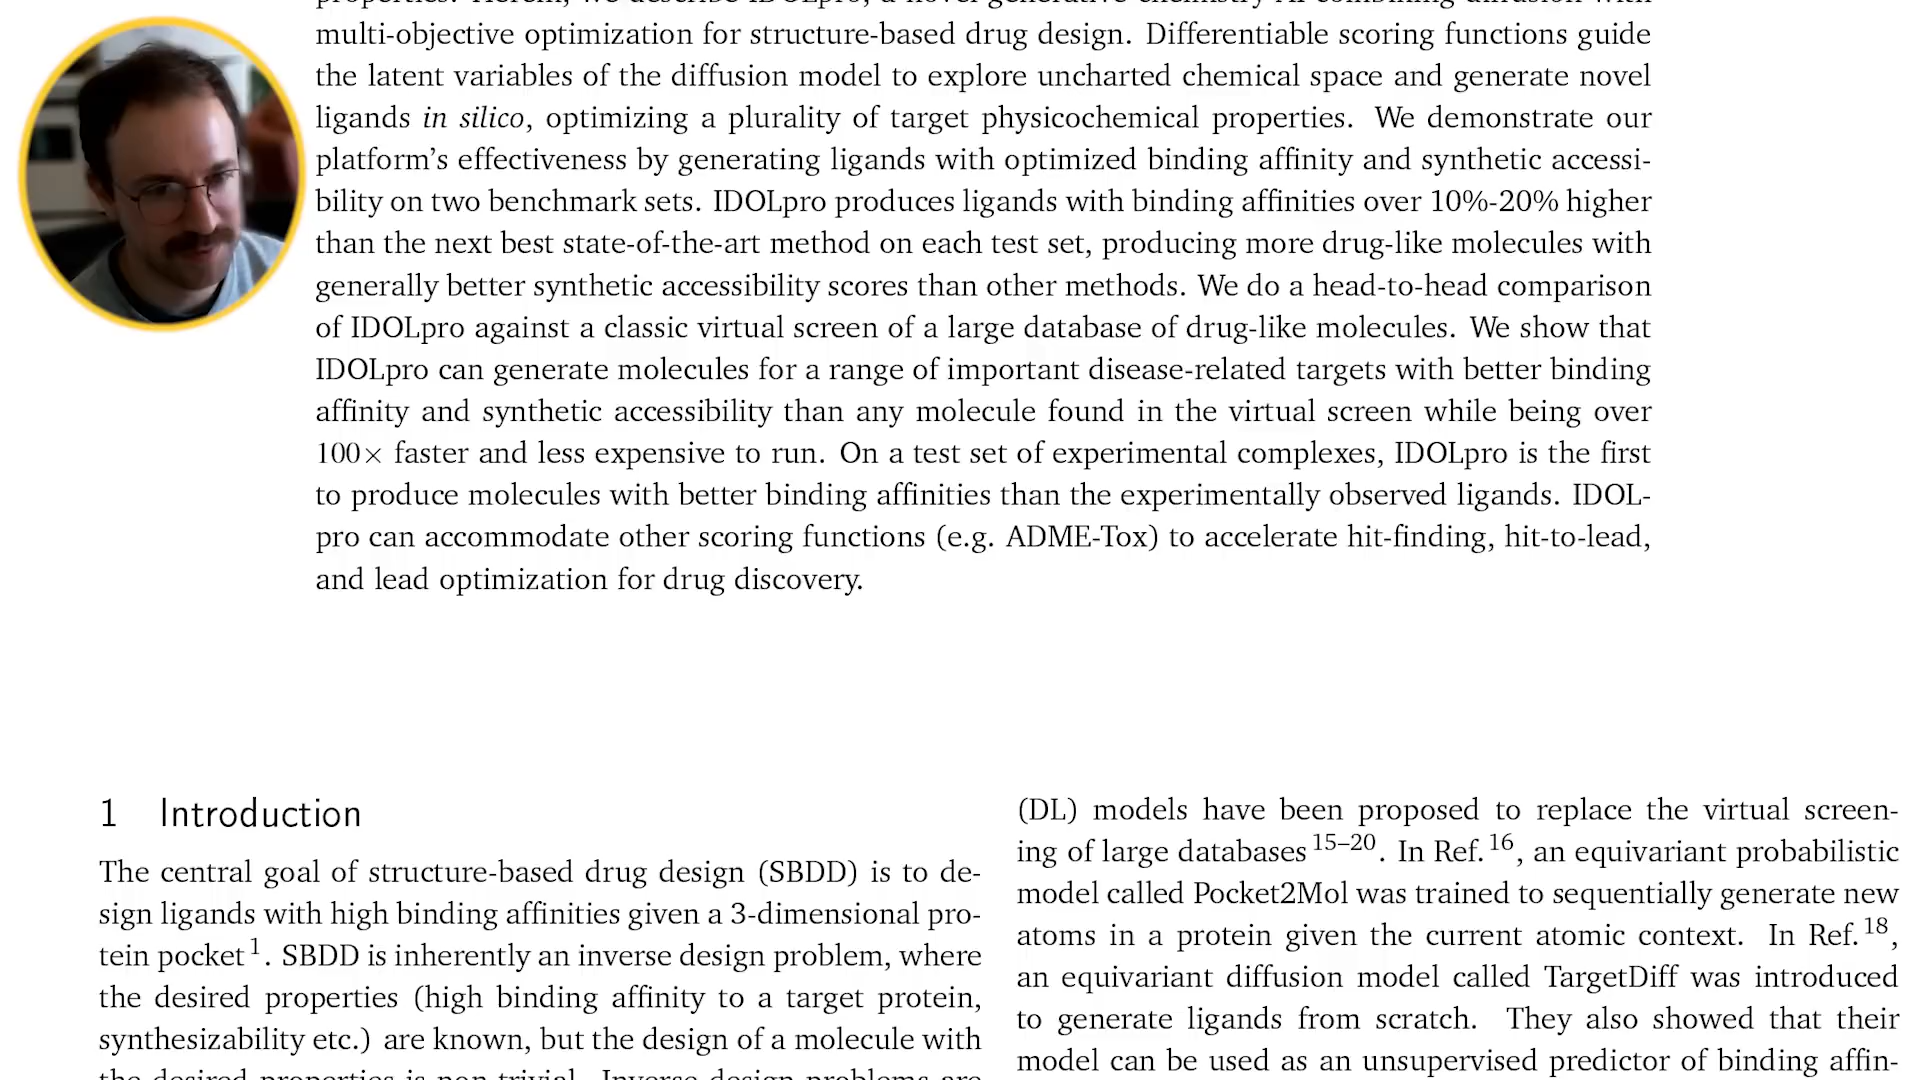 multi-objective optimization for structure-based drug design. Differentiable scoring functions guide
the latent variables of the diffusion model to explore uncharted chemical space and generate novel
ligands in silico, optimizing a plurality of target physicochemical properties. We demonstrate our
platform's effectiveness by generating ligands with optimized binding affinity and synthetic accessi-
bility on two benchmark sets. IDOLpro produces ligands with binding affinities over 10%-20% higher
than the next best state-of-the-art method on each test set, producing more drug-like molecules with
generally better synthetic accessibility scores than other methods. We do a head-to-head comparison
of IDOLpro against a classic virtual screen of a large database of drug-like molecules. We show that
IDOLpro can generate molecules for a range of important disease-related targets with better binding
affinity and synthetic accessibility than any molecule found in the virtual screen while being over
100× faster and less expensive to run. On a test set of experimental complexes, IDOLpro is the first
to produce molecules with better binding affinities than the experimentally observed ligands. IDOL-
pro can accommodate other scoring functions (e.g. ADME-Tox) to accelerate hit-finding, hit-to-lead,
and lead optimization for drug discovery.
1 Introduction
The central goal of structure-based drug design (SBDD) is to de-
sign ligands with high binding affinities given a 3-dimensional pro-
tein pocket 1. SBDD is inherently an inverse design problem, where
the desired properties (high binding affinity to a target protein,
synthesizability etc.) are known, but the design of a molecule with
the desired properties is non-trivial. Inverse design problems are
(DL) models have been proposed to replace the virtual screen-
ing of large databases 15–20. In Ref. 16, an equivariant probabilistic
model called Pocket2Mol was trained to sequentially generate new
atoms in a protein given the current atomic context. In Ref. 18,
an equivariant diffusion model called TargetDiff was introduced
to generate ligands from scratch. They also showed that their
model can be used as an unsupervised predictor of binding affin-